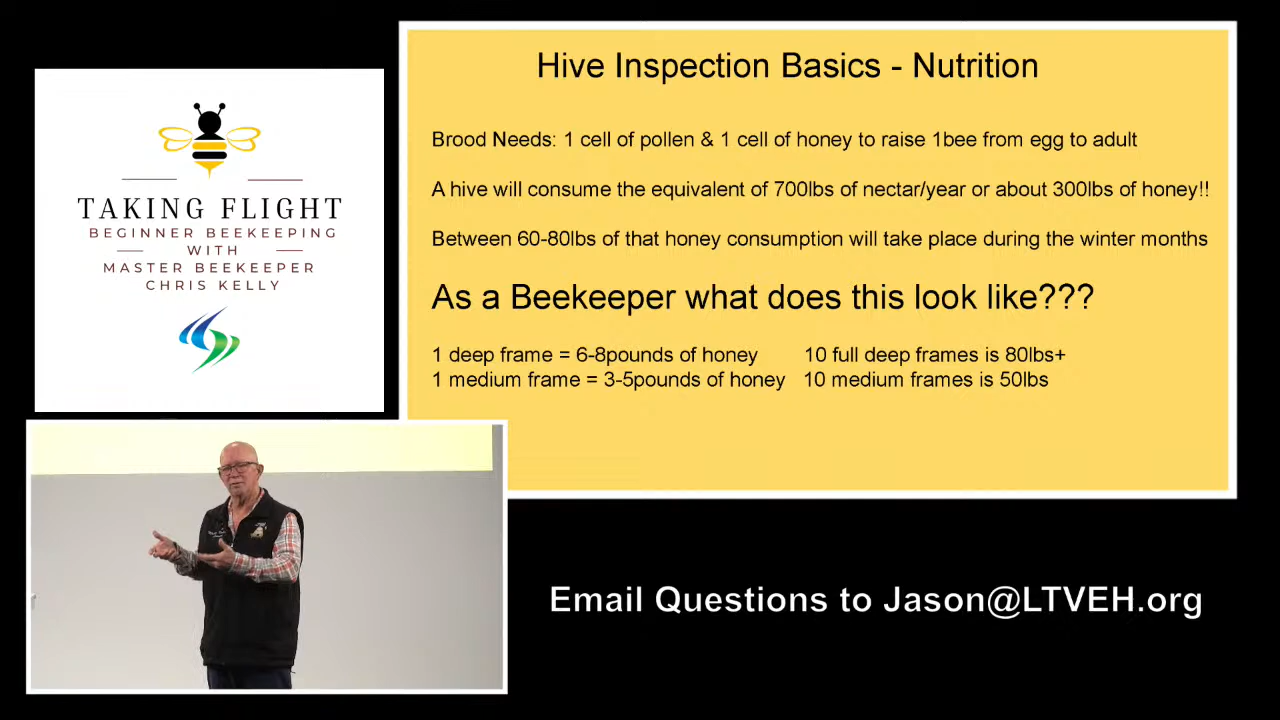 TAKING FLIGHT
BEGINNER BEEKEEPING
WITH
MASTER BEEKEEPER
CHRIS KELLY
Hive Inspection Basics - Nutrition
Brood Needs: 1 cell of pollen & 1 cell of honey to raise 1bee from egg to adult
A hive will consume the equivalent of 700lbs of nectar/year or about 300lbs of honey!!
Between 60-80lbs of that honey consumption will take place during the winter months
As a Beekeeper what does this look like???
1 deep frame = 6-8pounds of honey 10 full deep frames is 80lbs+
1 medium frame = 3-5pounds of honey 10 medium frames is 50lbs
Email Questions to Jason@LTVEH.org